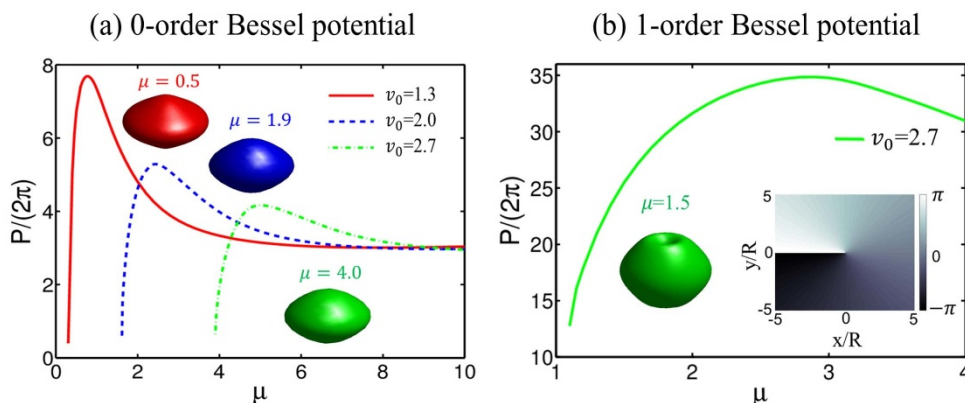 (a) 0-order Bessel potential
P/(2π)
8
6
4
2
0
μ = 0.5
μ = 1.9
μ = 4.0
v₀=1.3
v₀=2.0
v₀=2.7
0 2 4 6 8 10
μ
(b) 1-order Bessel potential
P/(2π)
35
30
25
20
15
10
v₀=2.7
μ=1.5
y/R
5
0
-5
-5 0 5
x/R
π
0
−π
1 2 3 4
μ